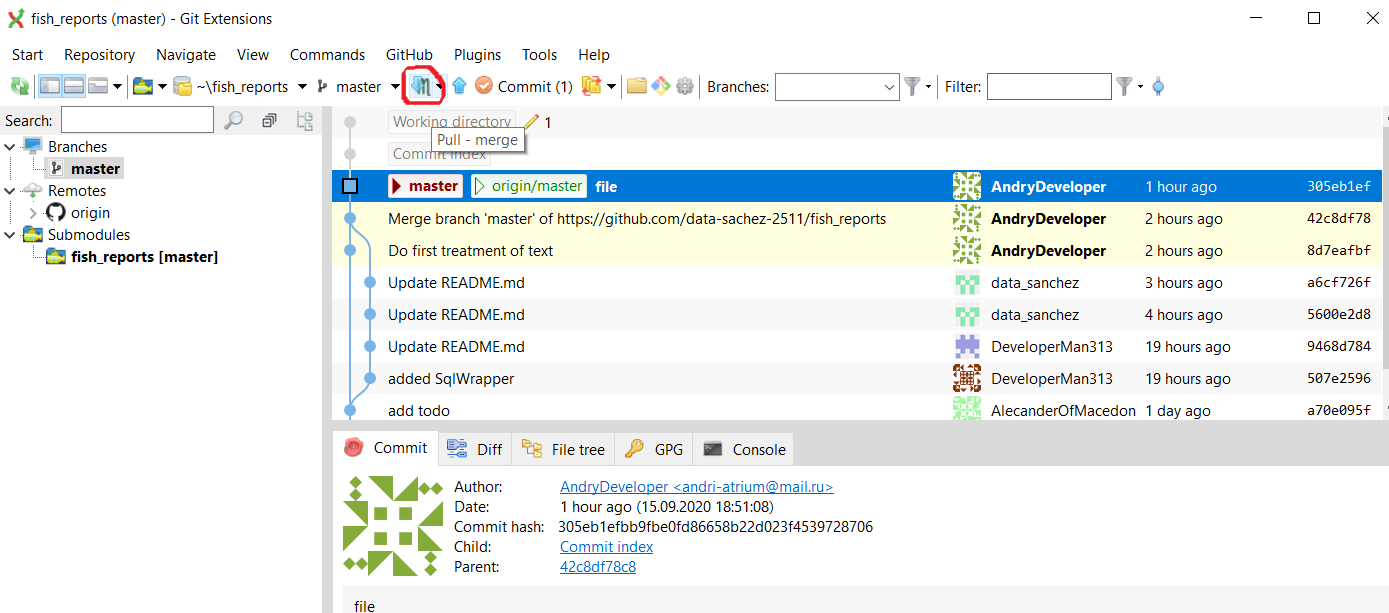 fish_reports (master) - Git Extensions
Start Repository Navigate View Commands GitHub Plugins Tools Help
~\fish_reports master Commit (1) Branches: Filter:
Search:
Branches
master
Remotes
origin
Submodules
fish_reports [master]
Working directory 1
Pull - merge
Commit index
master origin/master file AndryDeveloper 1 hour ago 305eb1ef
Merge branch 'master' of https://github.com/data-sachez-2511/fish_reports AndryDeveloper 2 hours ago 42c8df78
Do first treatment of text AndryDeveloper 2 hours ago 8d7eafbf
Update README.md data_sanchez 3 hours ago a6cf726f
Update README.md data_sanchez 4 hours ago 5600e2d8
Update README.md DeveloperMan313 19 hours ago 9468d784
added SqlWrapper DeveloperMan313 19 hours ago 507e2596
add todo AlecanderOfMacedon 1 day ago a70e095f
Commit Diff File tree GPG Console
Author: AndryDeveloper <andri-atrium@mail.ru>
Date: 1 hour ago (15.09.2020 18:51:08)
Commit hash: 305eb1efbb9fbe0fd86658b22d023f4539728706
Child: Commit index
Parent: 42c8df78c8
file